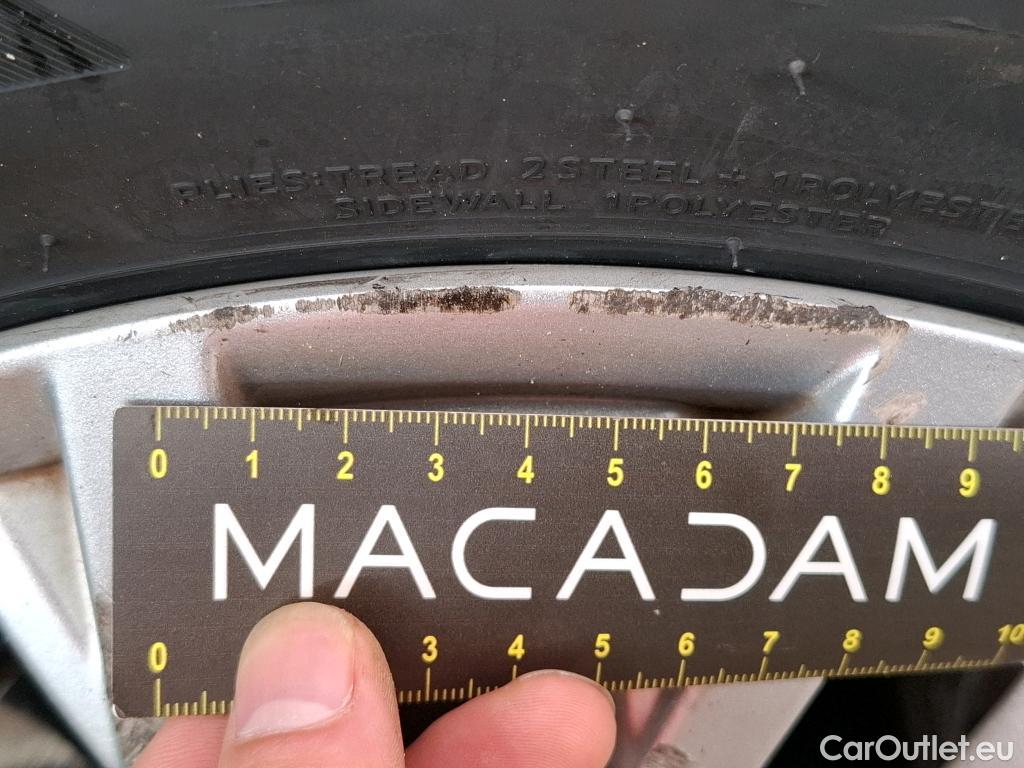 PLIES:TREAD 2STEEL + 1POLYESTER
SIDEWALL 1POLYESTER
0 1 2 3 4 5 6 7 8 9
MACADAM
0 3 4 5 6 7 8 9 10
CarOutlet.eu